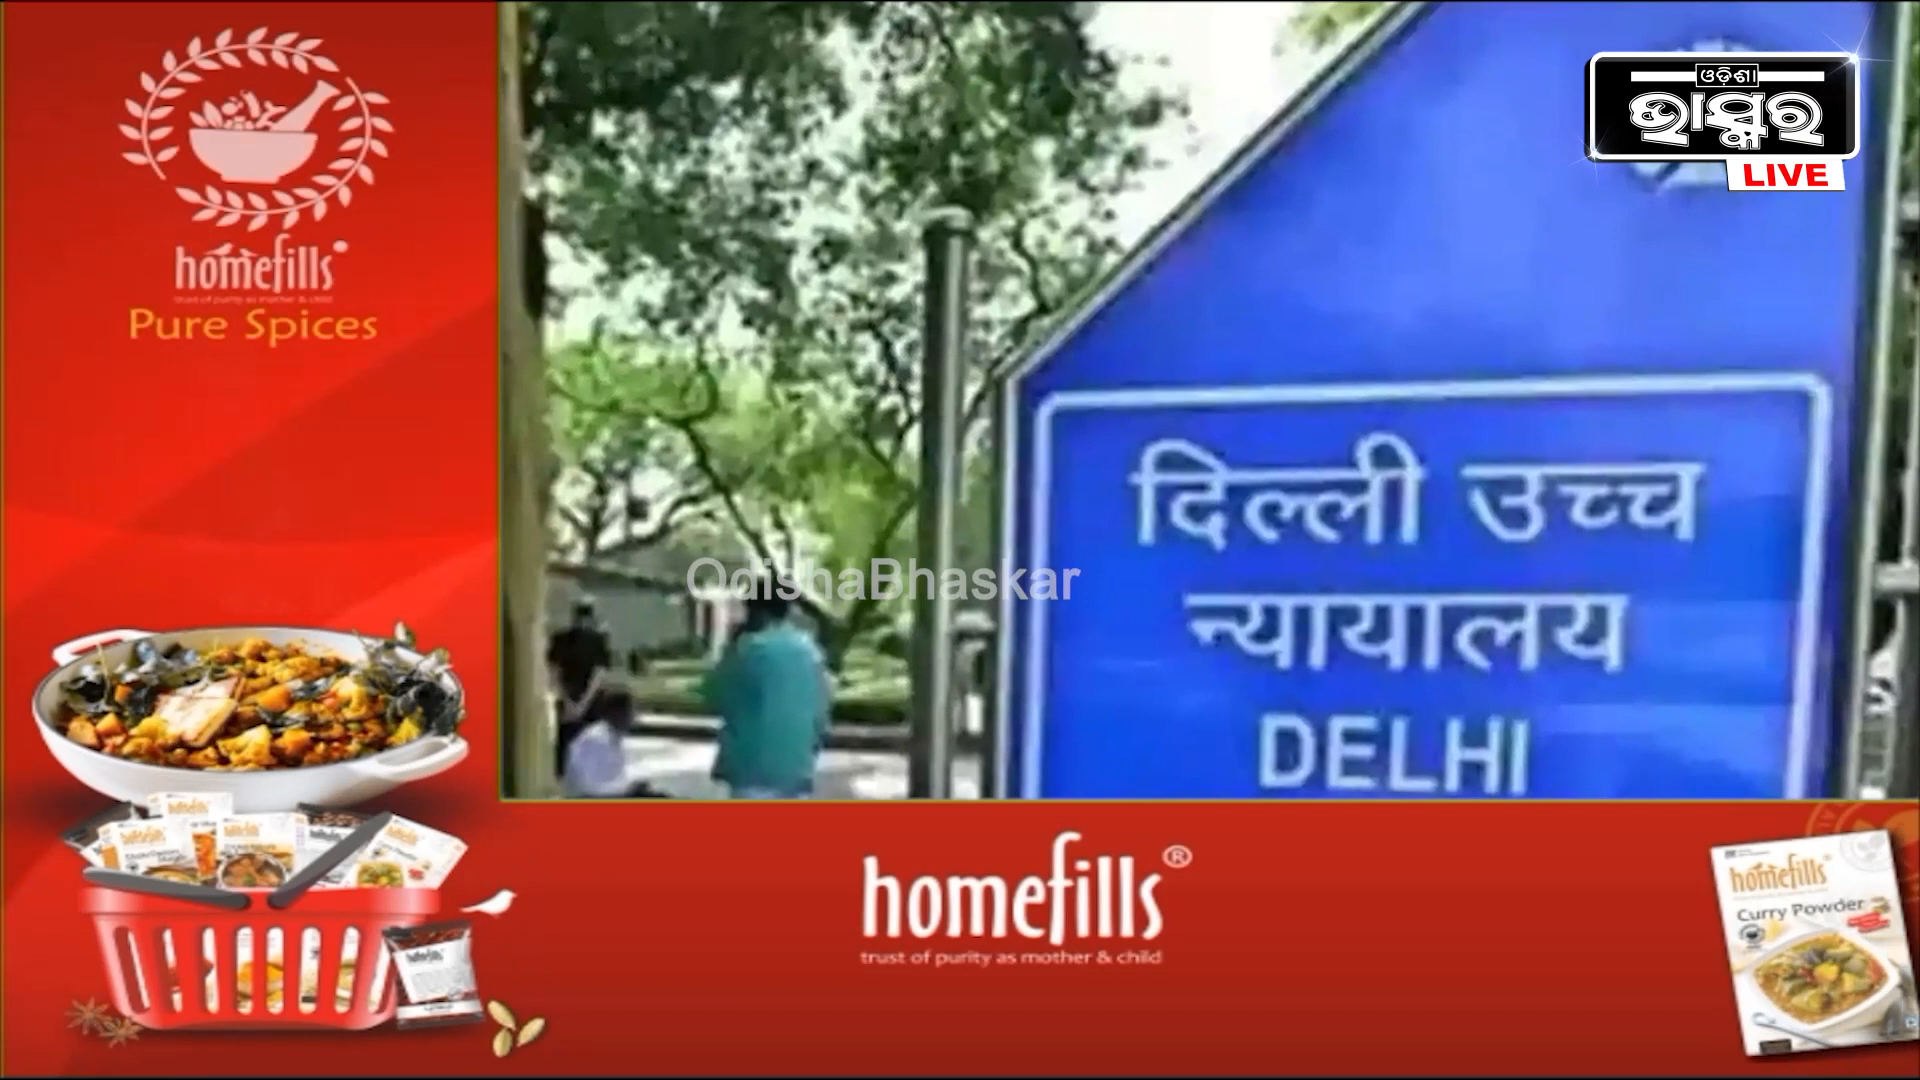 homefills
trust of purity as mother & child
Pure Spices
ଓଡ଼ିଶା
ଭାସ୍କର
LIVE
दिल्ली उच्च
न्यायालय
DELHI
OdishaBhaskar
homefills®
trust of purity as mother & child
homefills
Curry Powder